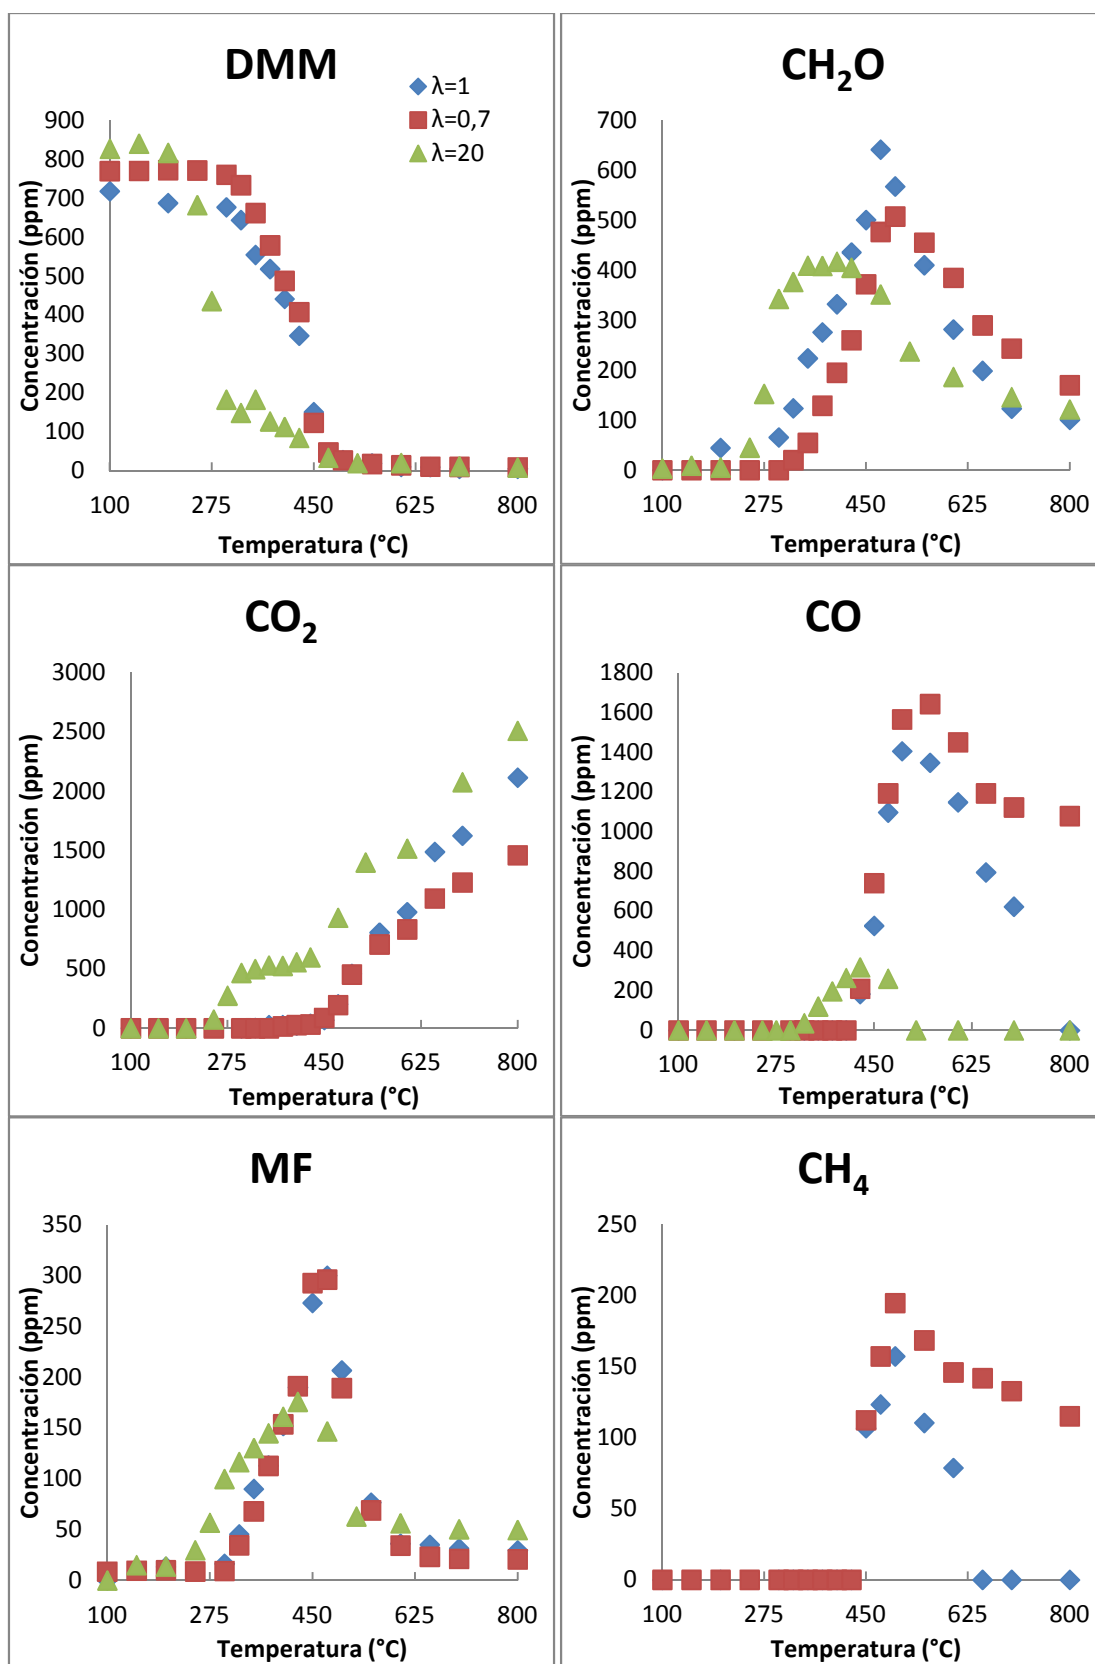 DMM
λ=1
λ=0,7
λ=20
Concentración (ppm)
900
800
700
600
500
400
300
200
100
0
100 275 450 625 800
Temperatura (°C)
CH₂O
Concentración (ppm)
700
600
500
400
300
200
100
0
100 275 450 625 800
Temperatura (°C)
CO₂
Concentración (ppm)
3000
2500
2000
1500
1000
500
0
100 275 450 625 800
Temperatura (°C)
CO
Concentración (ppm)
1800
1600
1400
1200
1000
800
600
400
200
0
100 275 450 625 800
Temperatura (°C)
MF
Concentración (ppm)
350
300
250
200
150
100
50
0
100 275 450 625 800
Temperatura (°C)
CH₄
Concentración (ppm)
250
200
150
100
50
0
100 275 450 625 800
Temperatura (°C)